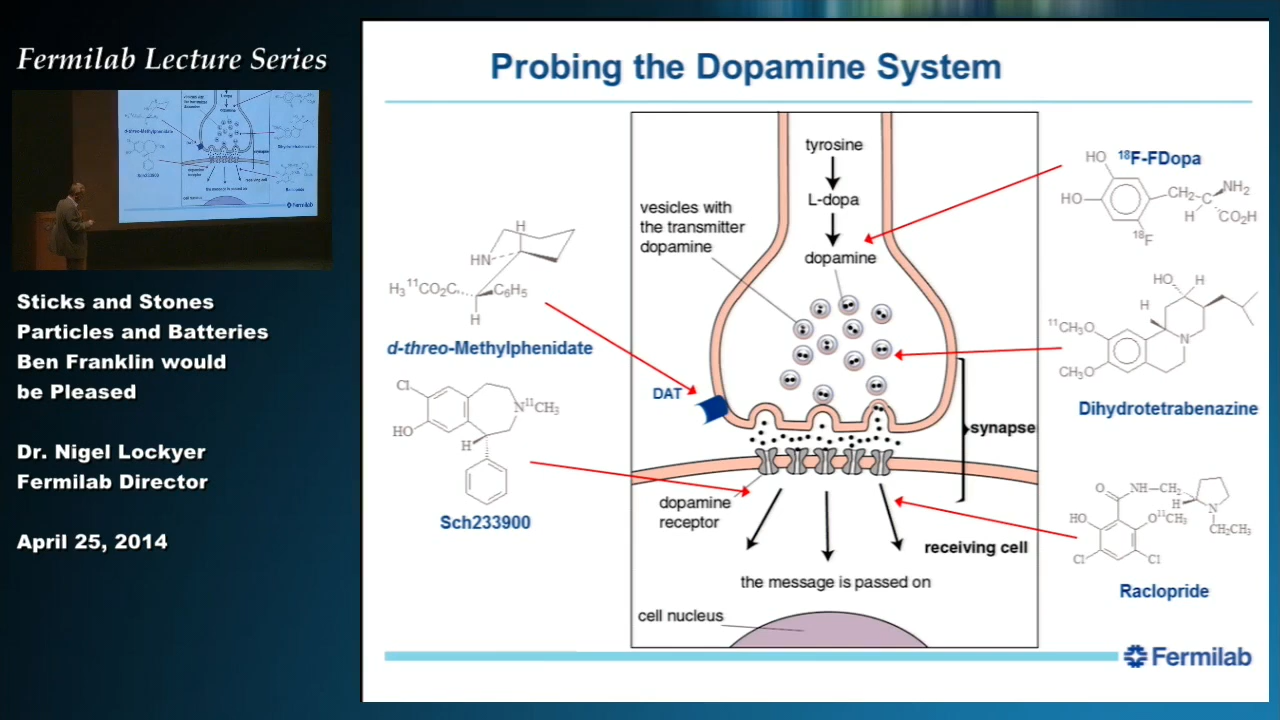 Fermilab Lecture Series
Sticks and Stones
Particles and Batteries
Ben Franklin would
be Pleased
Dr. Nigel Lockyer
Fermilab Director
April 25, 2014
Probing the Dopamine System
tyrosine
L-dopa
dopamine
vesicles with
the transmitter
dopamine
DAT
synapse
dopamine
receptor
receiving cell
the message is passed on
cell nucleus
H
HN
H3¹¹CO2C
C6H5
H
d-threo-Methylphenidate
Cl
N¹¹CH3
HO
H
Sch233900
HO
¹⁸F-FDopa
HO
CH2
C
NH2
H
CO2H
¹⁸F
HO
H
H
¹¹CH3O
N
CH3O
Dihydrotetrabenazine
O
NH—CH2
H
N
HO
O¹¹CH3
CH2CH3
Cl
Cl
Raclopride
Fermilab